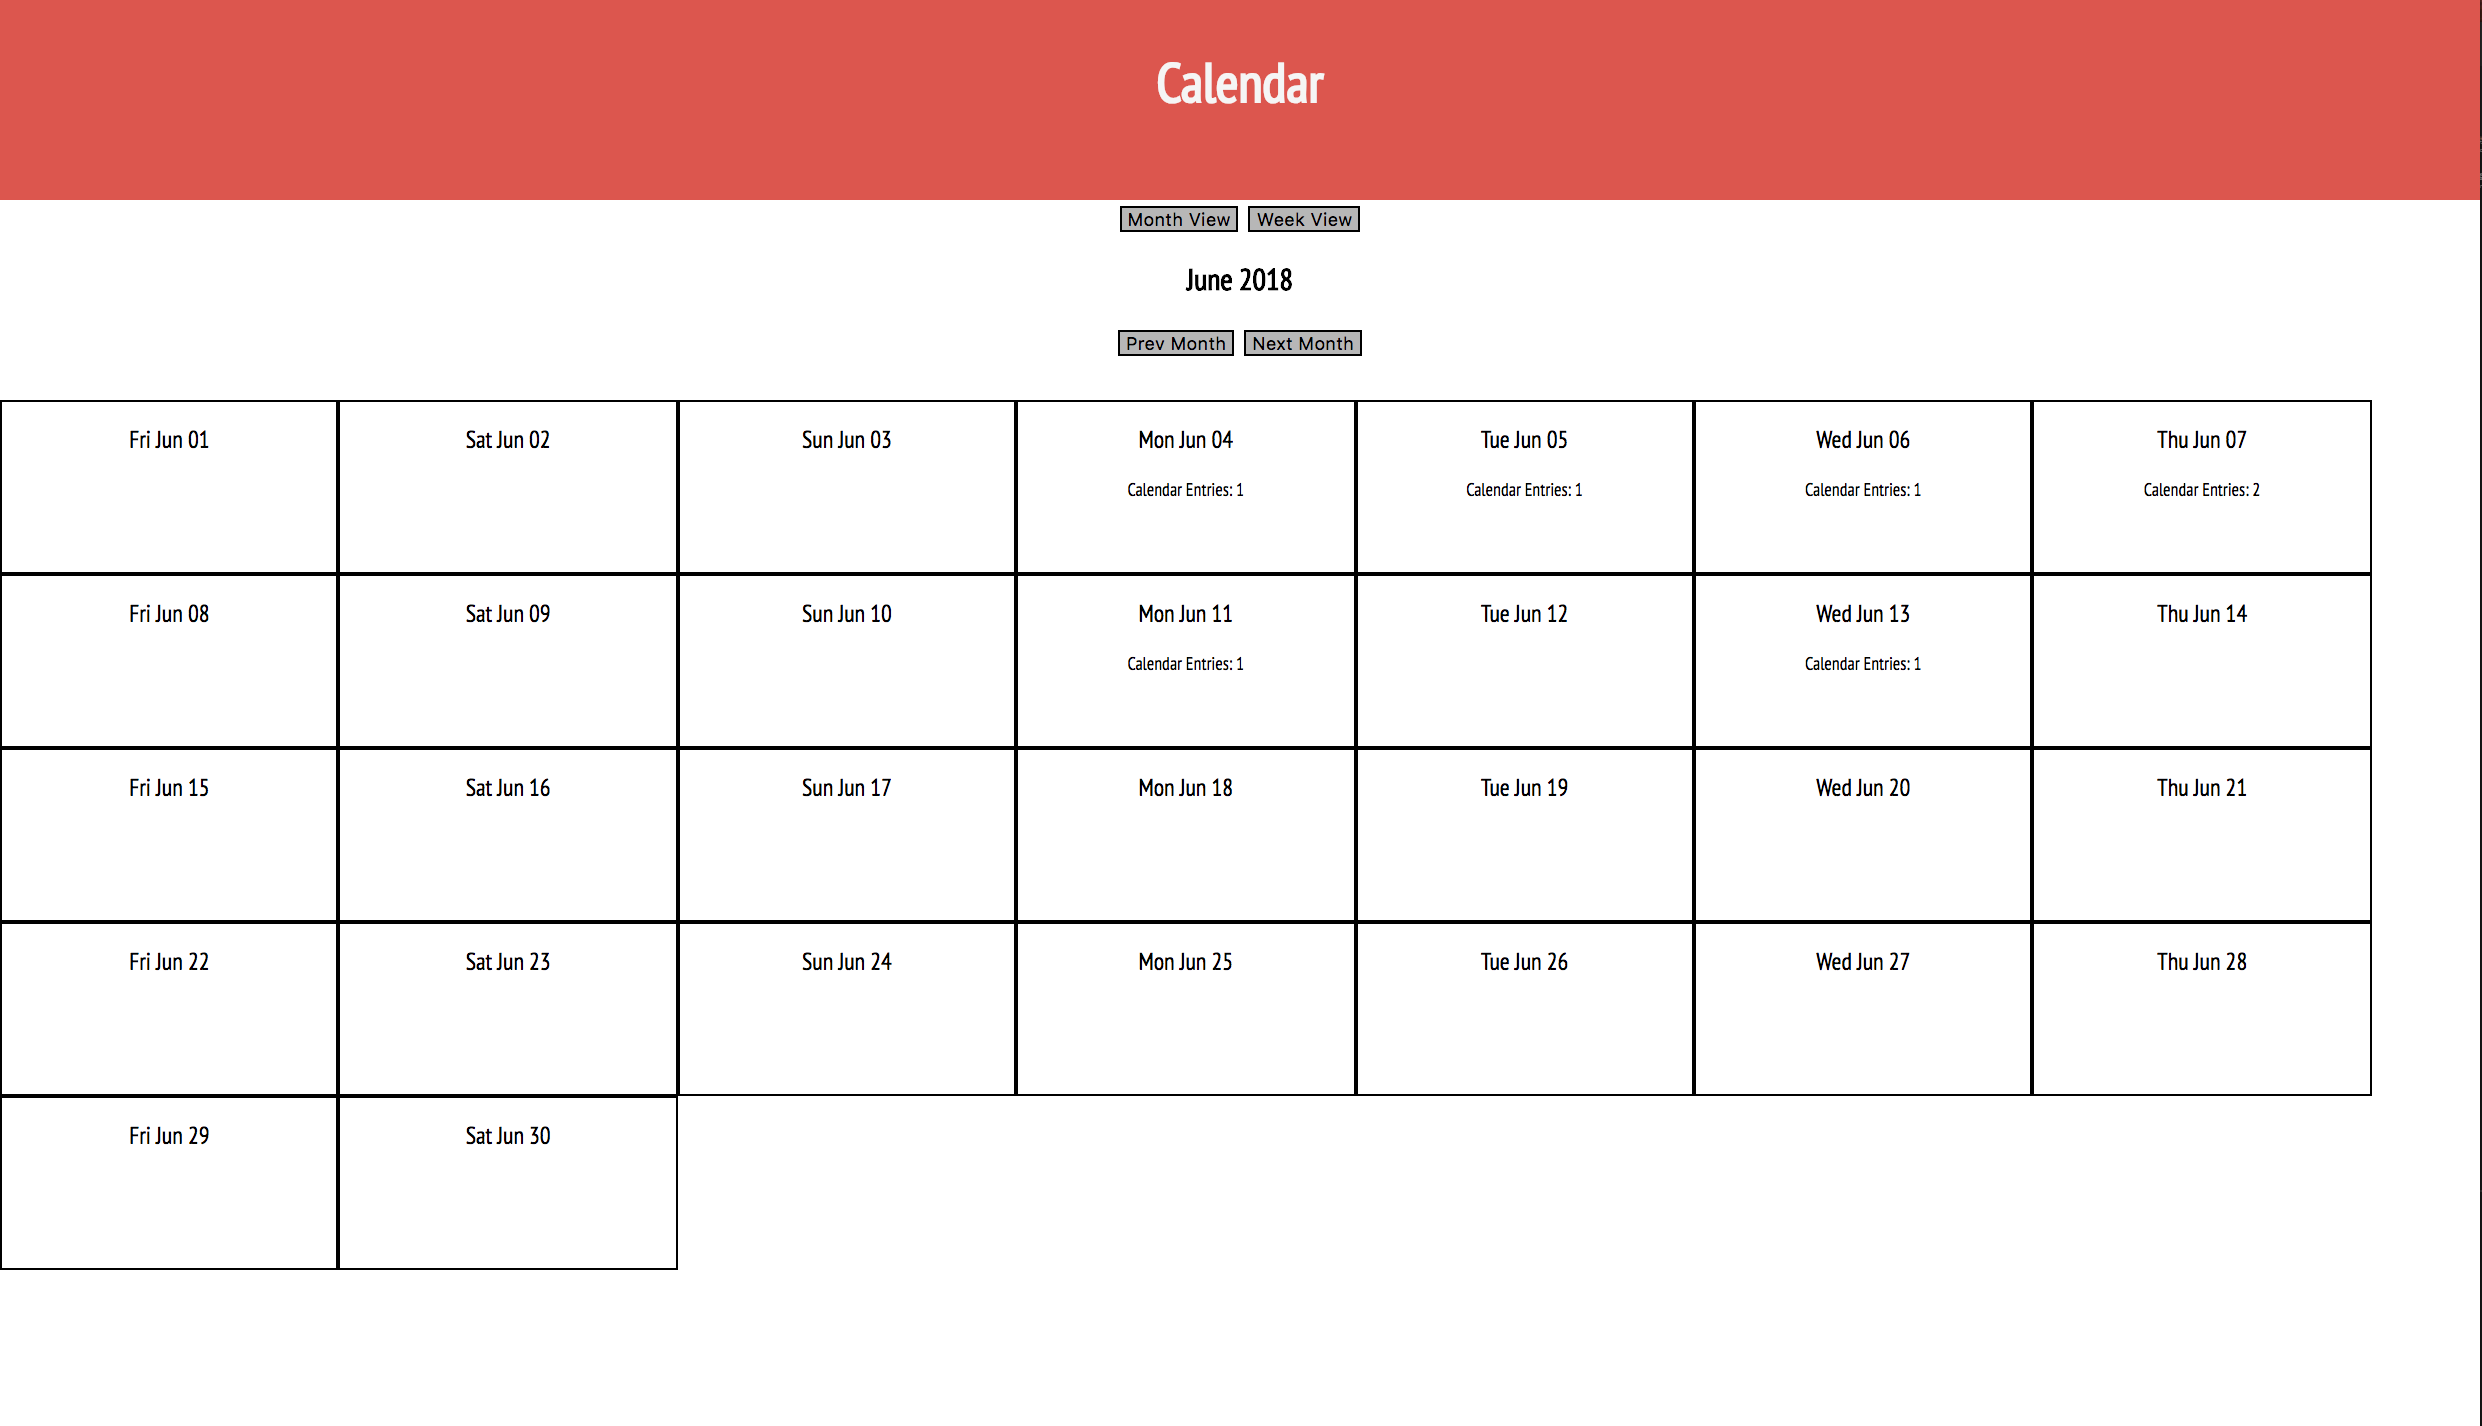 Calendar
Month View Week View
June 2018
Prev Month Next Month
Fri Jun 01 Sat Jun 02 Sun Jun 03 Mon Jun 04 Tue Jun 05 Wed Jun 06 Thu Jun 07
Calendar Entries: 1 Calendar Entries: 1 Calendar Entries: 1 Calendar Entries: 2
Fri Jun 08 Sat Jun 09 Sun Jun 10 Mon Jun 11 Tue Jun 12 Wed Jun 13 Thu Jun 14
Calendar Entries: 1 Calendar Entries: 1
Fri Jun 15 Sat Jun 16 Sun Jun 17 Mon Jun 18 Tue Jun 19 Wed Jun 20 Thu Jun 21
Fri Jun 22 Sat Jun 23 Sun Jun 24 Mon Jun 25 Tue Jun 26 Wed Jun 27 Thu Jun 28
Fri Jun 29 Sat Jun 30